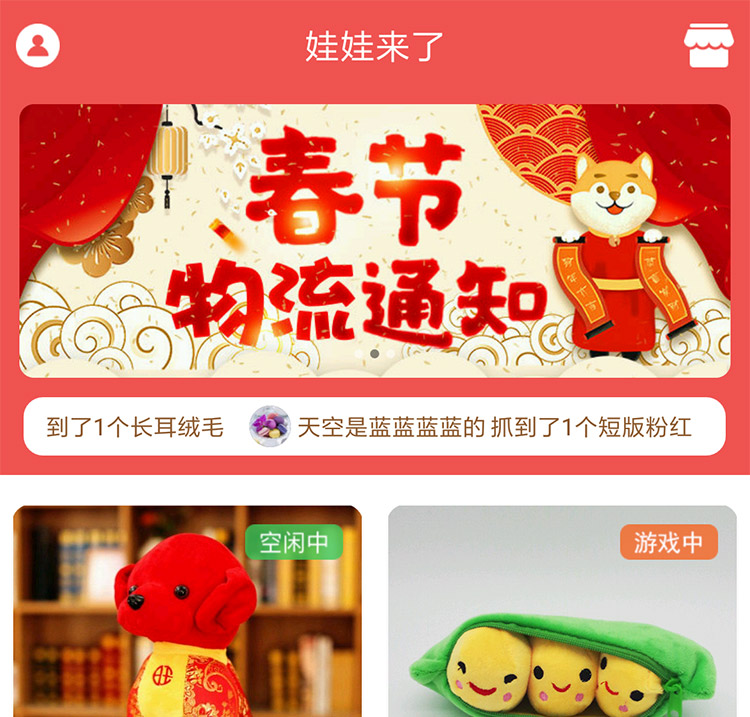 娃娃来了
春节
物流通知
到了1个长耳绒毛 天空是蓝蓝蓝蓝的 抓到了1个短版粉红
空闲中
游戏中
旺